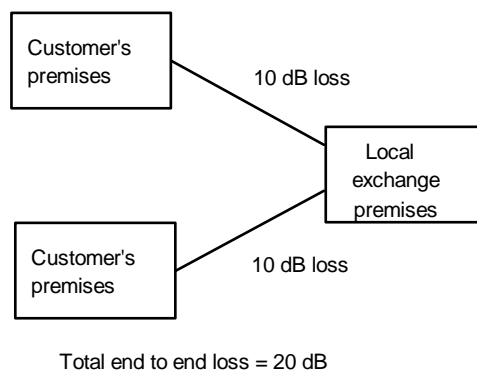 Customer's
premises
10 dB loss
Local
exchange
premises
Customer's
premises
10 dB loss
Total end to end loss = 20 dB